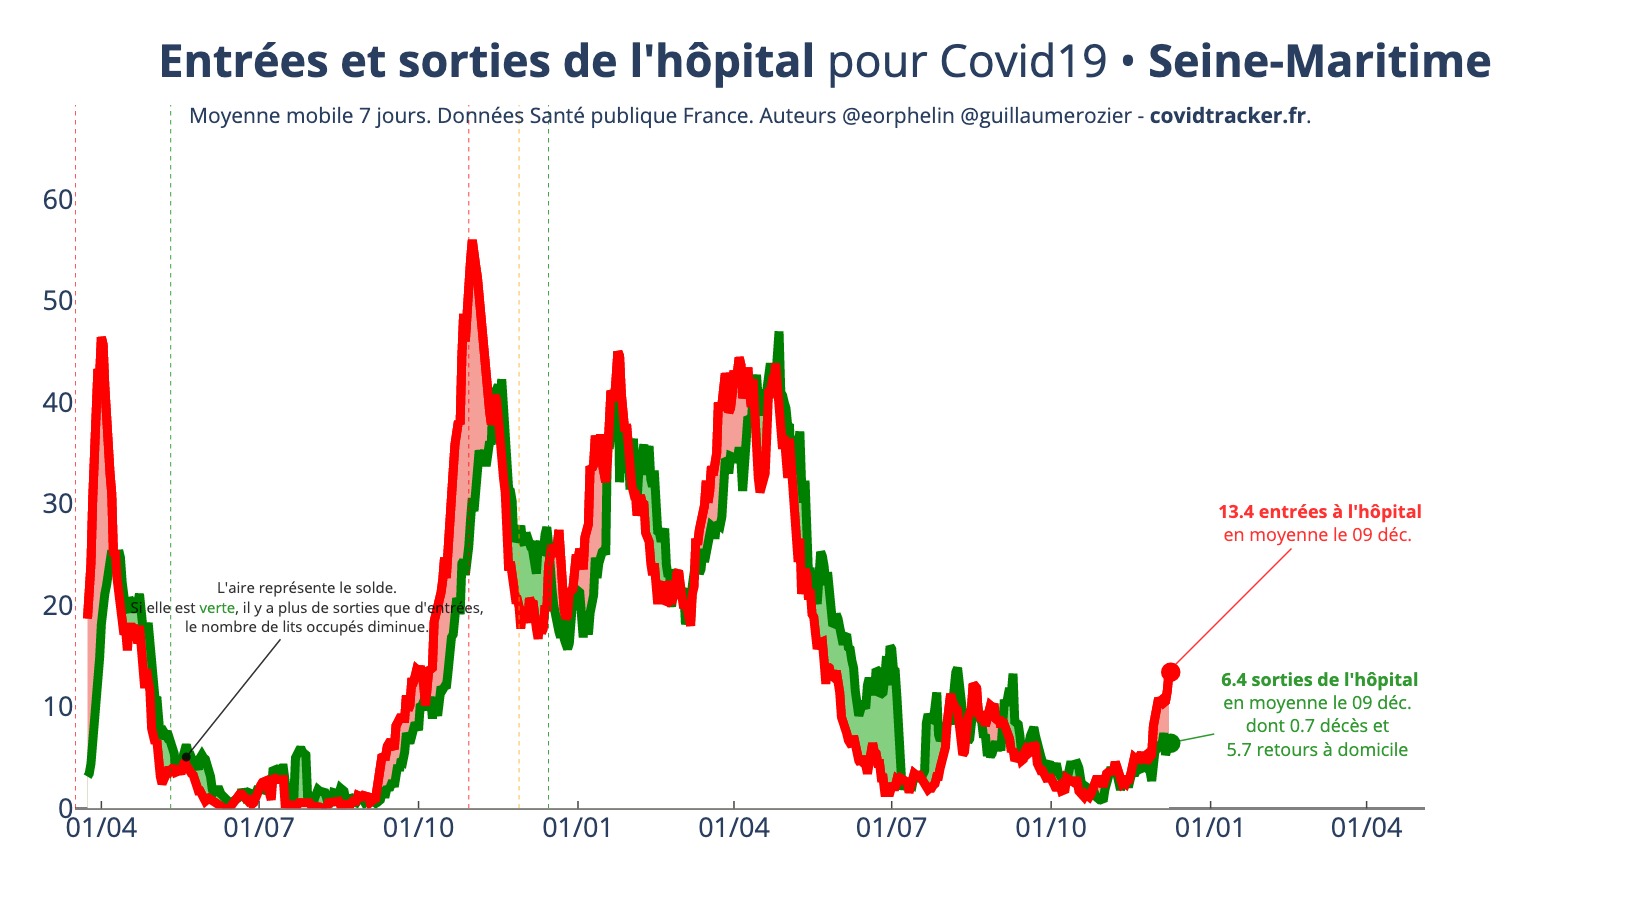 Entrées et sorties de l'hôpital pour Covid19 • Seine-Maritime
Moyenne mobile 7 jours. Données Santé publique France. Auteurs @eorphelin @guillaumerozier - covidtracker.fr.
60
50
40
30
20
10
0
L'aire représente le solde.
Si elle est verte, il y a plus de sorties que d'entrées,
le nombre de lits occupés diminue.
13.4 entrées à l'hôpital
en moyenne le 09 déc.
6.4 sorties de l'hôpital
en moyenne le 09 déc.
dont 0.7 décès et
5.7 retours à domicile
01/04 01/07 01/10 01/01 01/04 01/07 01/10 01/01 01/04